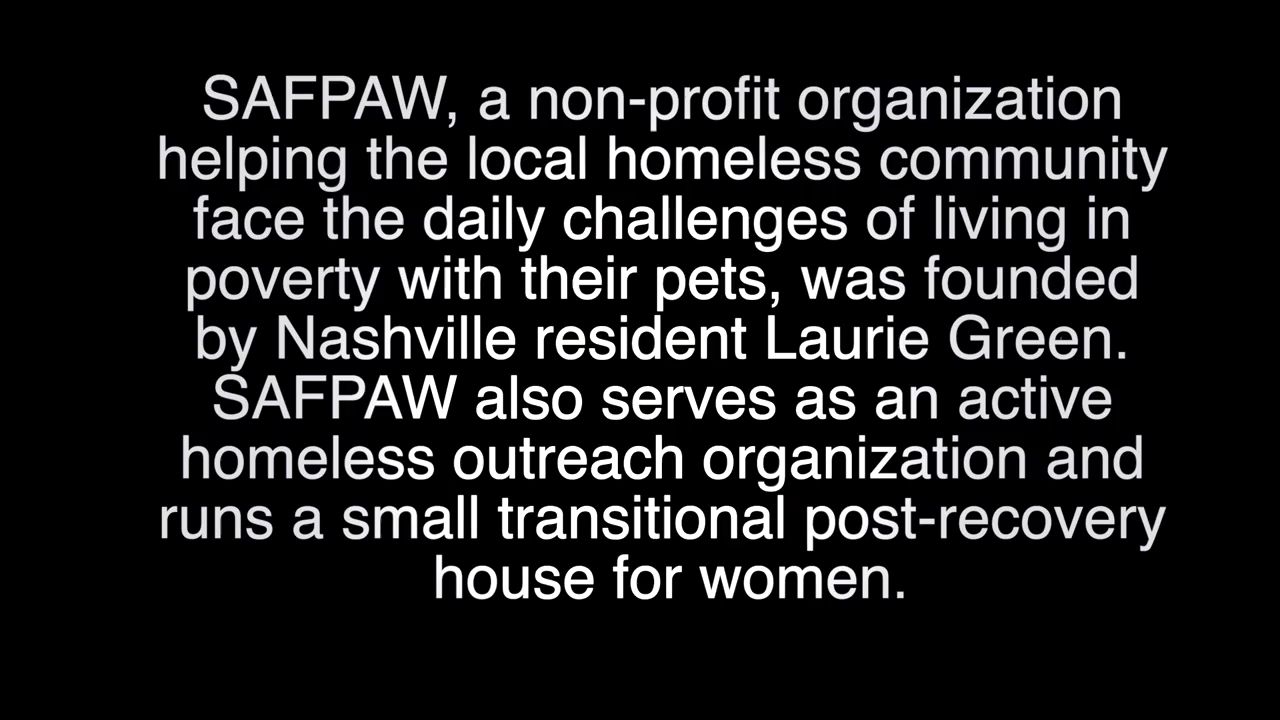 SAFPAW, a non-profit organization
helping the local homeless community
face the daily challenges of living in
poverty with their pets, was founded
by Nashville resident Laurie Green.
SAFPAW also serves as an active
homeless outreach organization and
runs a small transitional post-recovery
house for women.